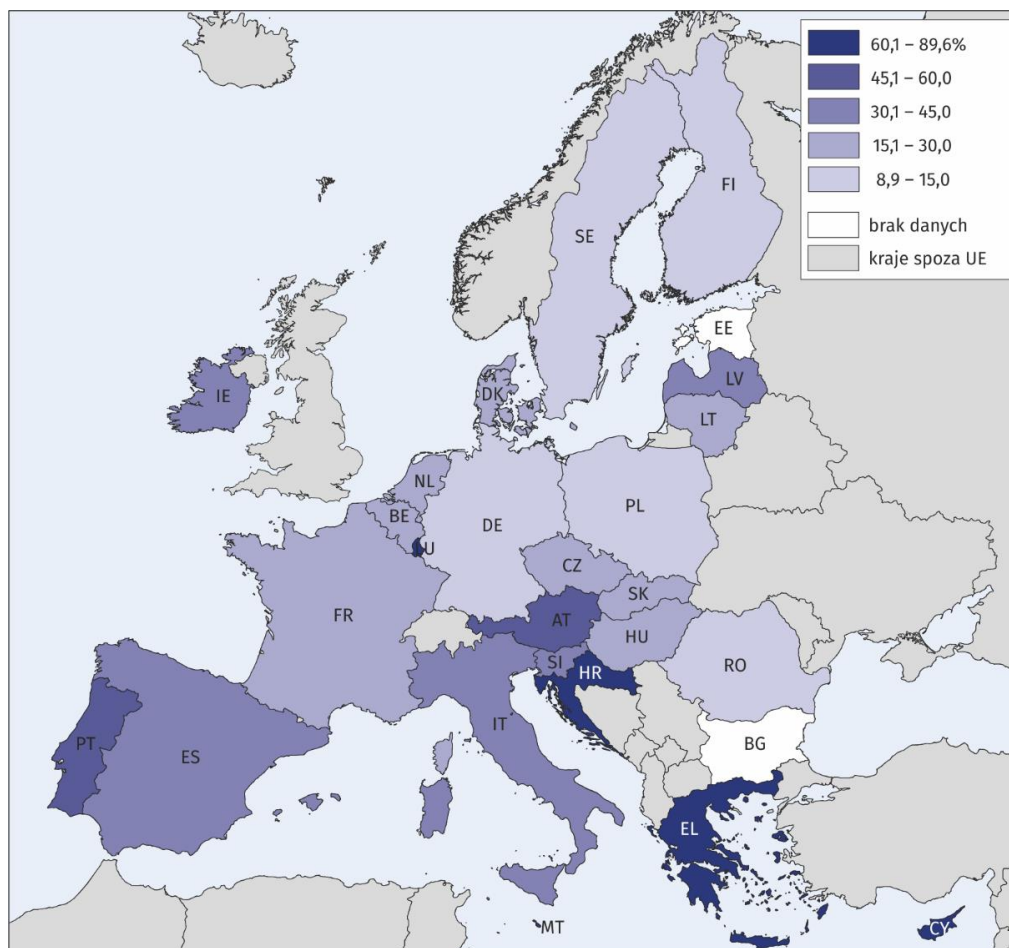 60,1 – 89,6%
45,1 – 60,0
30,1 – 45,0
15,1 – 30,0
8,9 – 15,0
brak danych
kraje spoza UE
FI
SE
EE
LV
IE
DK
LT
NL
BE
DE
PL
LU
CZ
SK
FR
AT
HU
SI
HR
RO
IT
PT
ES
BG
EL
MT
CY